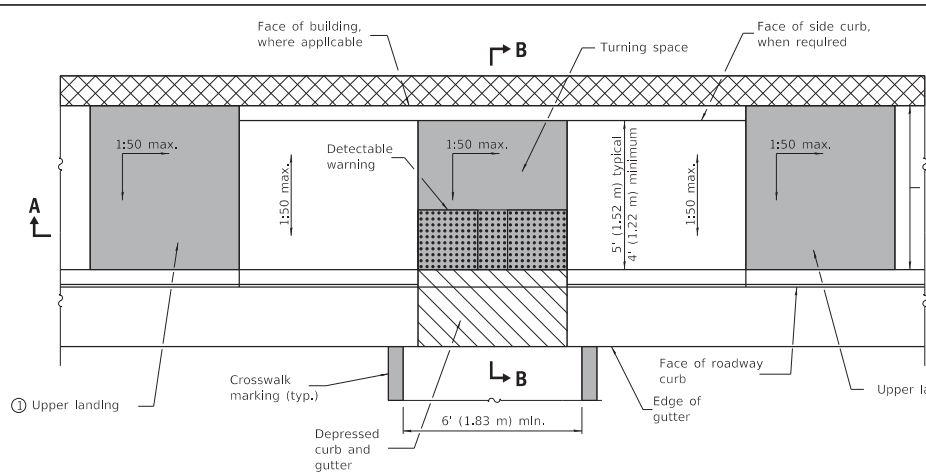 Face of building,
where applicable
B
Turning space
Face of side curb,
when required
1:50 max.
1:50 max.
Detectable
warning
1:50 max.
5' (1.52 m) typical
4' (1.22 m) minimum
1:50 max.
1:50 max.
A
B
Crosswalk
marking (typ.)
6' (1.83 m) min.
Depressed
curb and
gutter
Edge of
gutter
Face of roadway
curb
① Upper landing
Upper la